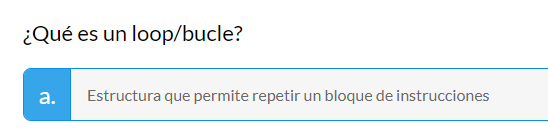 ¿Qué es un loop/bucle?
a. Estructura que permite repetir un bloque de instrucciones